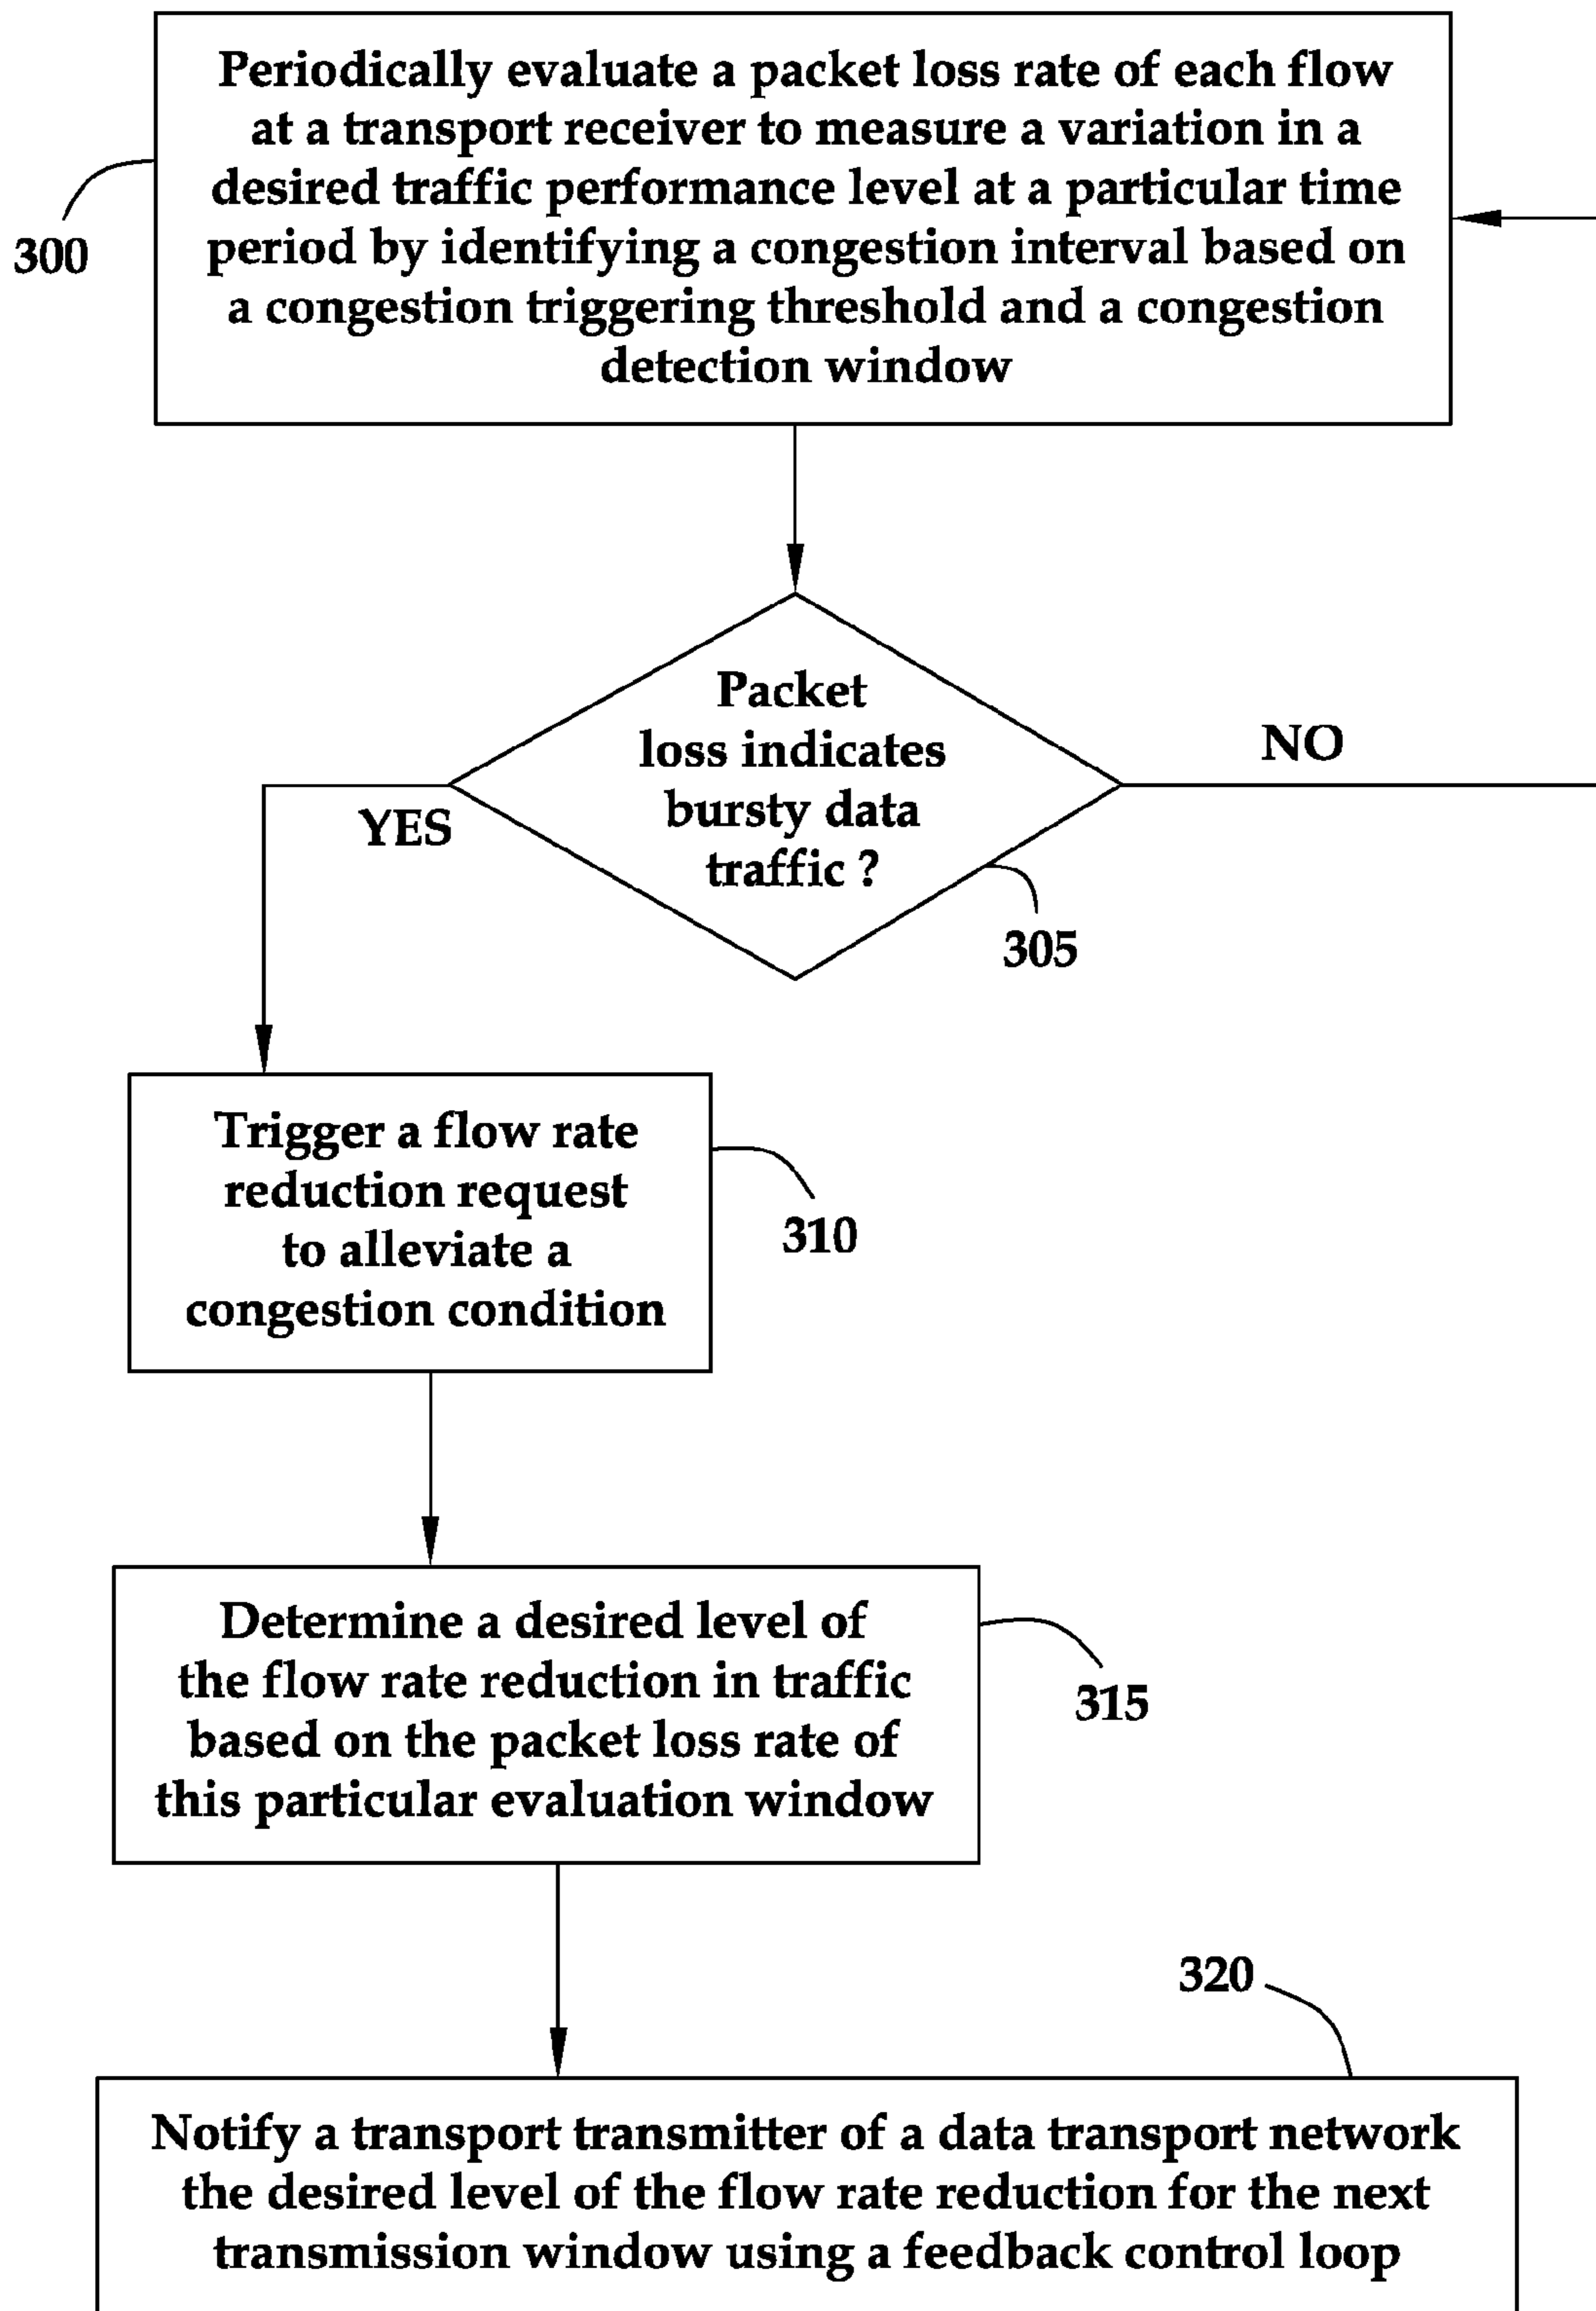 Periodically evaluate a packet loss rate of each flow
at a transport receiver to measure a variation in a
desired traffic performance level at a particular time
period by identifying a congestion interval based on
a congestion triggering threshold and a congestion
detection window
300
Packet
loss indicates
bursty data
traffic ?
NO
YES
305
Trigger a flow rate
reduction request
to alleviate a
congestion condition
310
Determine a desired level of
the flow rate reduction in traffic
based on the packet loss rate of
this particular evaluation window
315
320
Notify a transport transmitter of a data transport network
the desired level of the flow rate reduction for the next
transmission window using a feedback control loop